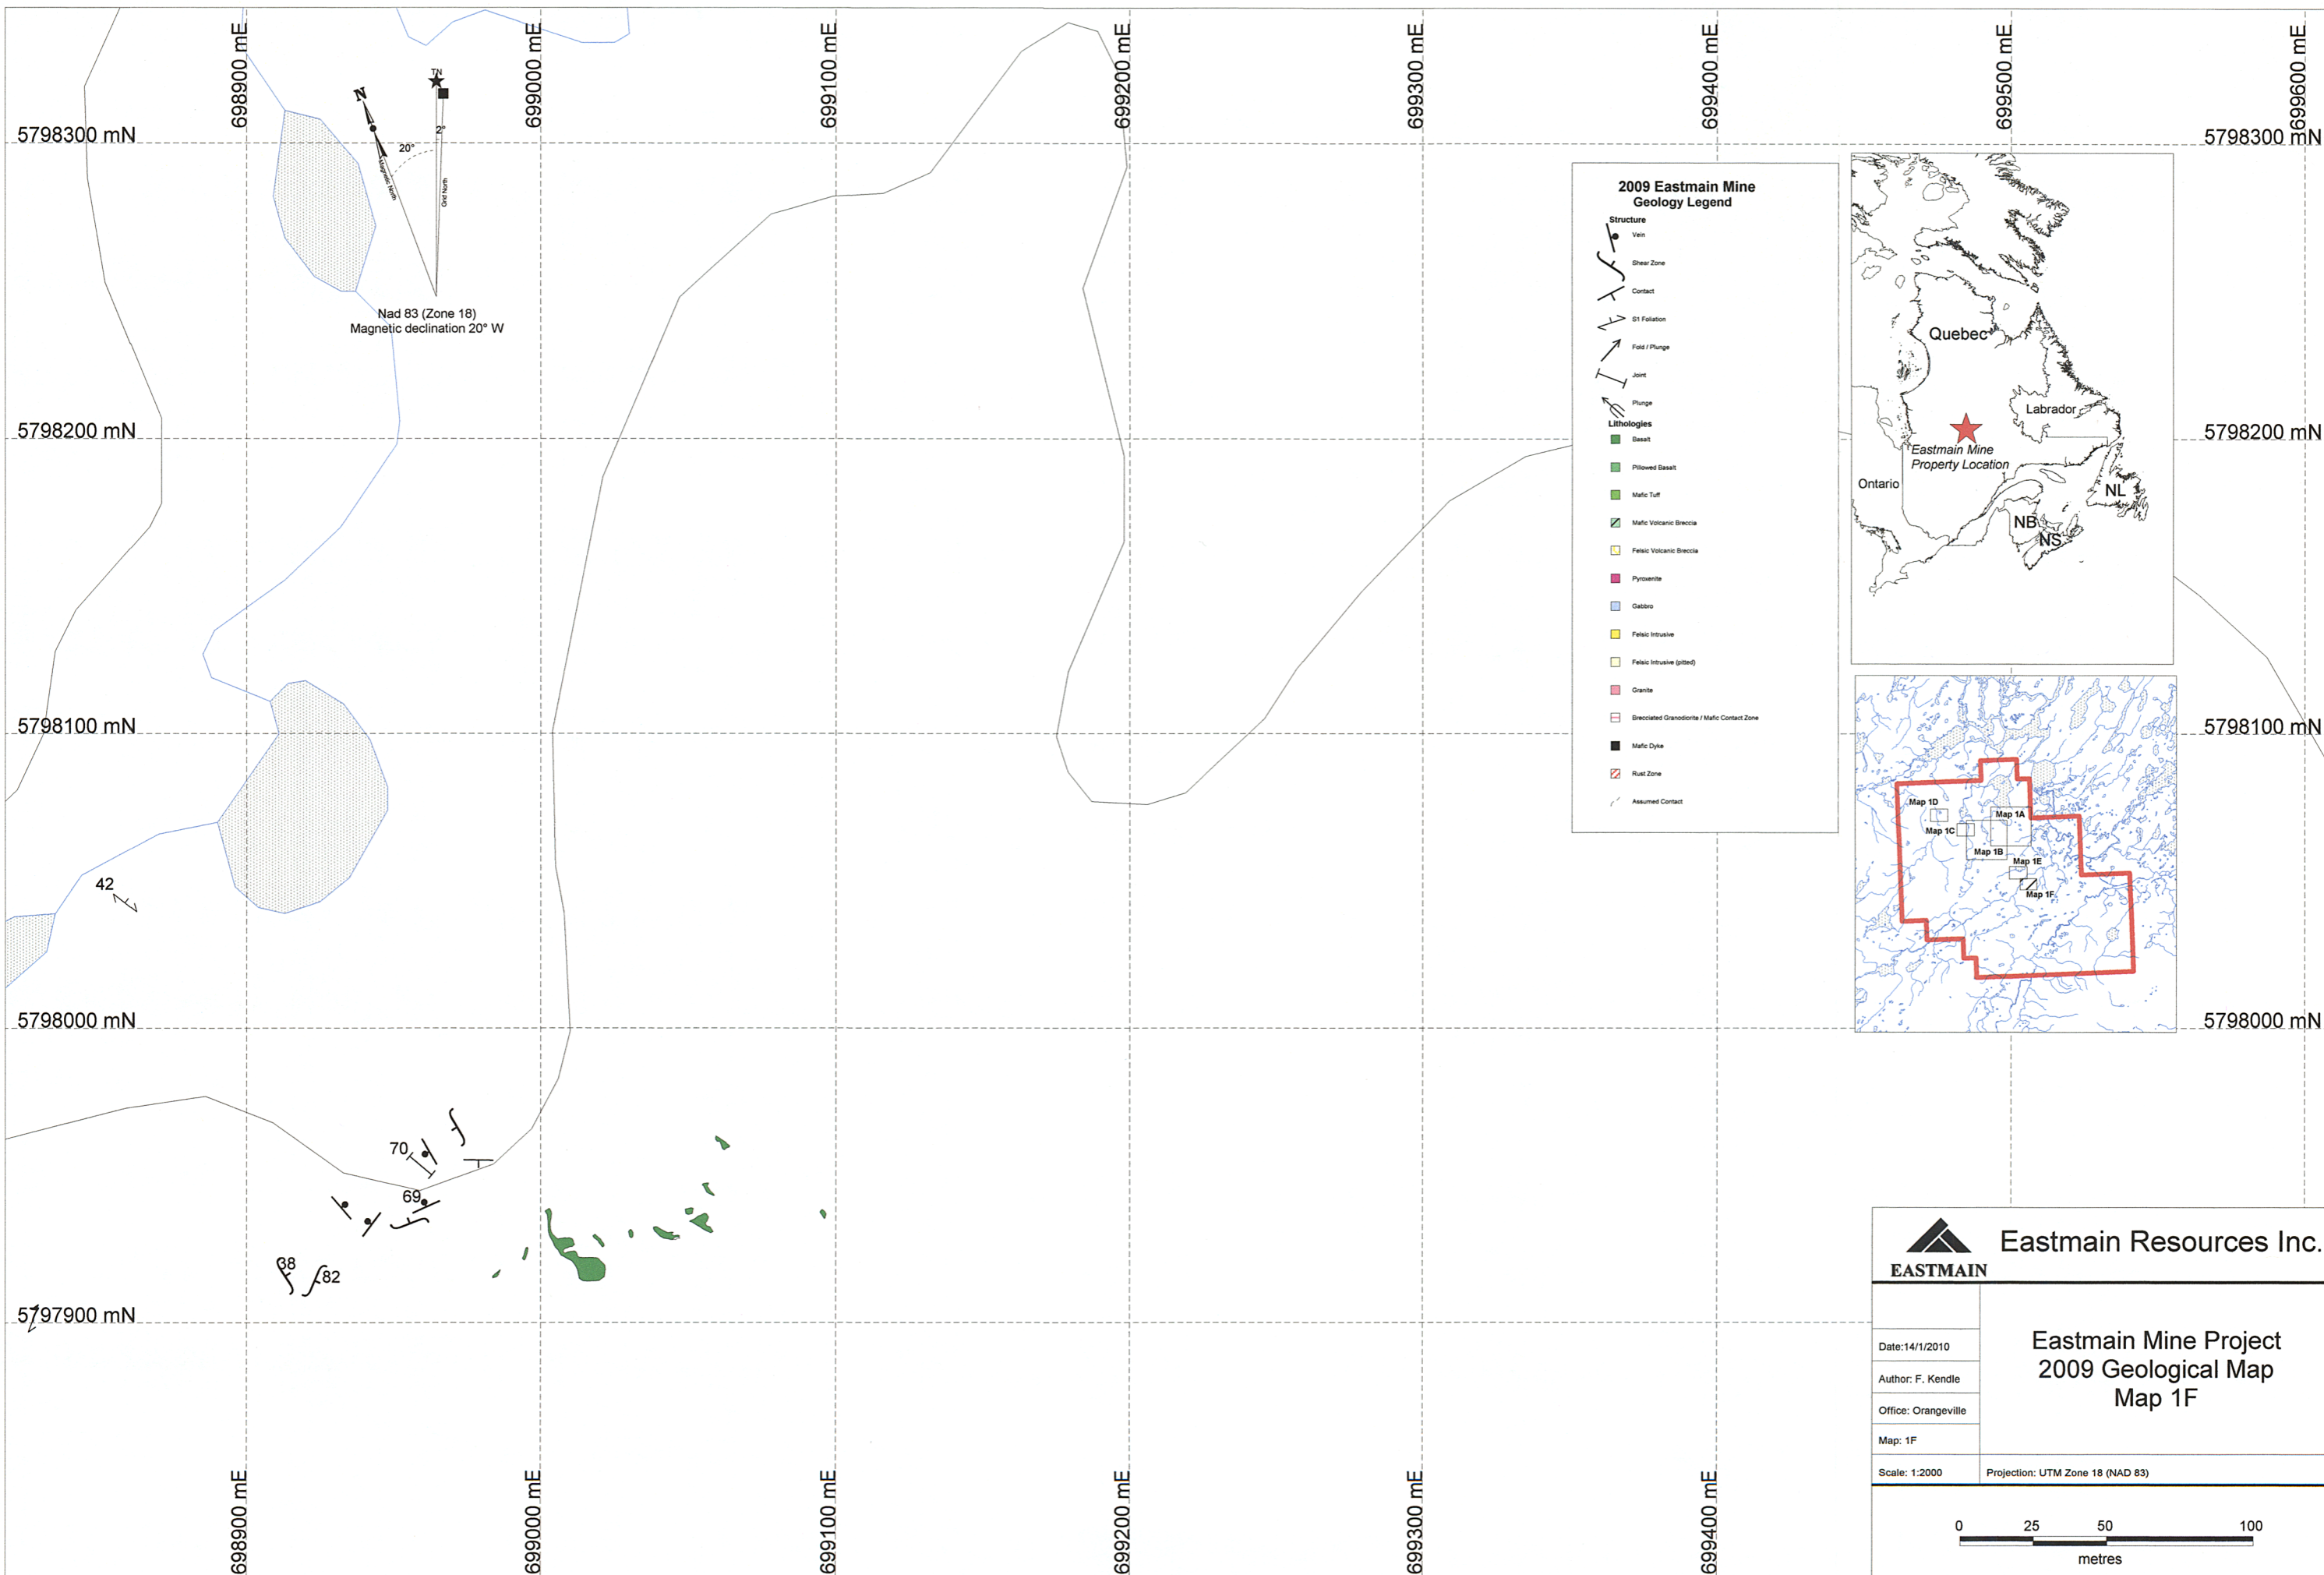 698900 mE
699000 mE
699100 mE
699200 mE
699300 mE
699400 mE
699500 mE
699600 mE
5798300 mN
5798300 mN
N
TN
2°
20°
Magnetic North
Grid North
Nad 83 (Zone 18)
Magnetic declination 20° W
2009 Eastmain Mine
Geology Legend
Structure
Vein
Shear Zone
Contact
S1 Foliation
Fold / Plunge
Joint
Plunge
Lithologies
Basalt
Pillowed Basalt
Mafic Tuff
Mafic Volcanic Breccia
Felsic Volcanic Breccia
Pyroxenite
Gabbro
Felsic Intrusive
Felsic Intrusive (pitted)
Granite
Brecciated Granodiorite / Mafic Contact Zone
Mafic Dyke
Rust Zone
Assumed Contact
Quebec
Labrador
Eastmain Mine
Property Location
Ontario
NL
NB
NS
5798200 mN
5798200 mN
5798100 mN
5798100 mN
Map 1D
Map 1A
Map 1C
Map 1B
Map 1E
Map 1F
42
5798000 mN
5798000 mN
70
69
38
82
5797900 mN
EASTMAIN
Eastmain Resources Inc.
Date:14/1/2010
Author: F. Kendle
Office: Orangeville
Map: 1F
Scale: 1:2000
Eastmain Mine Project
2009 Geological Map
Map 1F
Projection: UTM Zone 18 (NAD 83)
0 25 50 100
metres
698900 mE
699000 mE
699100 mE
699200 mE
699300 mE
699400 mE